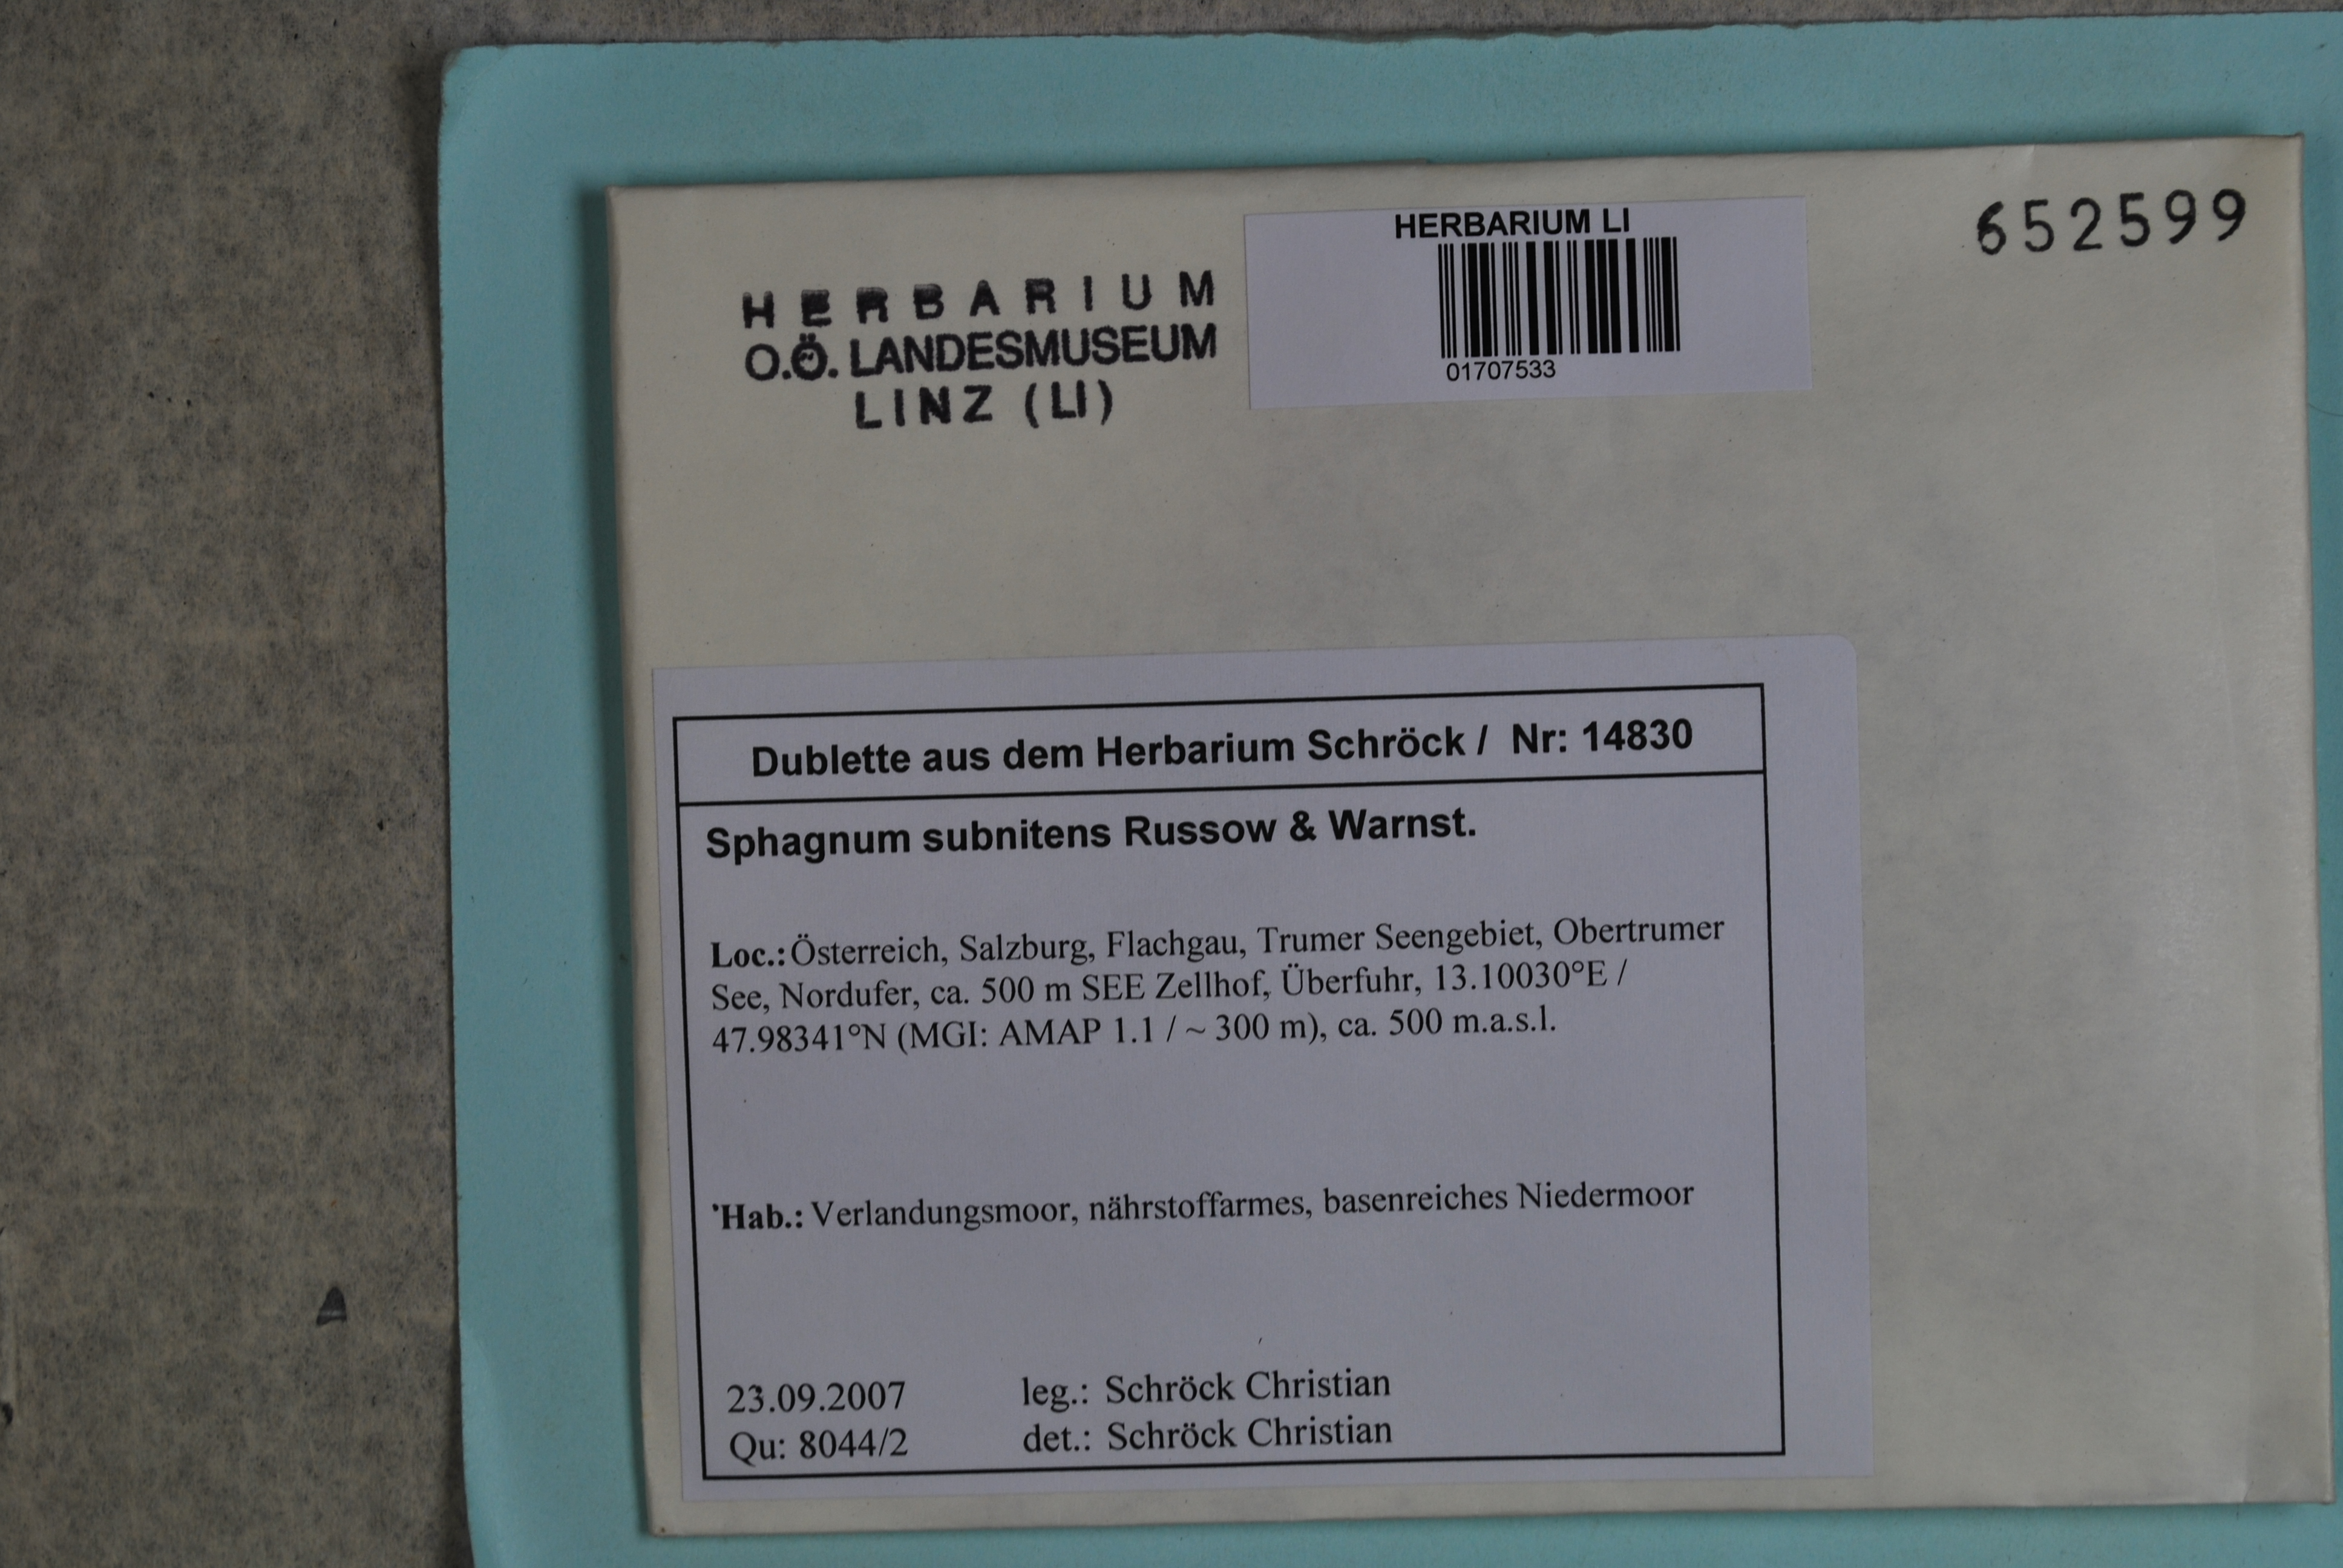 HERBARIUM
O.Ö. LANDESMUSEUM
LINZ (LI)
HERBARIUM LI
01707533
652599
Dublette aus dem Herbarium Schröck / Nr: 14830
Sphagnum subnitens Russow & Warnst.
Loc.: Österreich, Salzburg, Flachgau, Trumer Seengebiet, Obertrumer
See, Nordufer, ca. 500 m SEE Zellhof, Überfuhr, 13.10030°E /
47.98341°N (MGI: AMAP 1.1 / ~ 300 m), ca. 500 m.a.s.l.
Hab.: Verlandungsmoor, nährstoffarmes, basenreiches Niedermoor
23.09.2007 leg.: Schröck Christian
Qu: 8044/2 det.: Schröck Christian